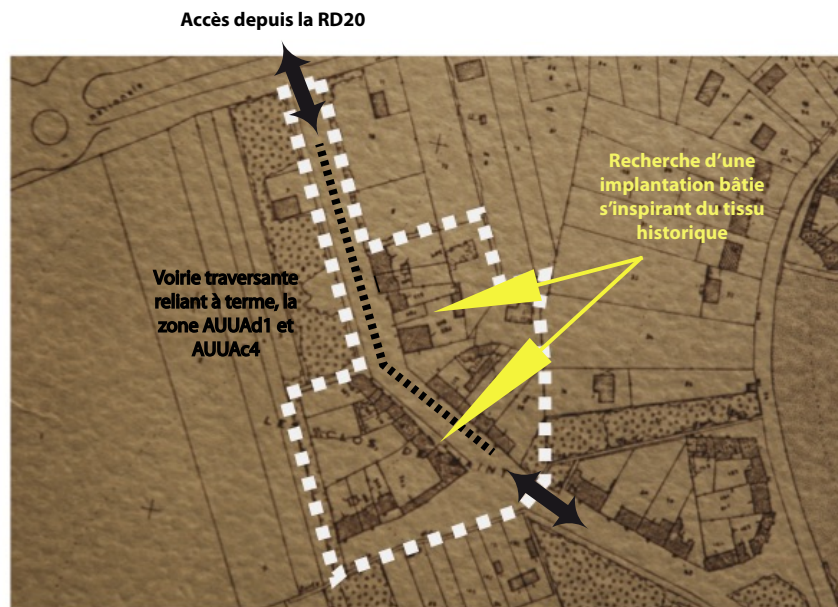 Accès depuis la RD20
Recherche d'une
implantation bâtie
s'inspirant du tissu
historique
Voirie traversante
reliant à terme, la
zone AUUAd1 et
AUUAc4